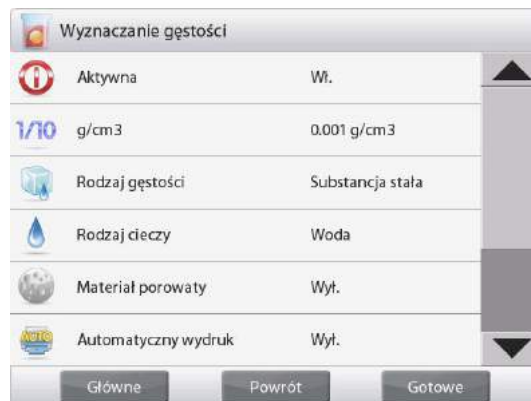 Wyznaczanie gęstości
Aktywna Wł.
1/10 g/cm3 0.001 g/cm3
Rodzaj gęstości Substancja stała
Rodzaj cieczy Woda
Materiał porowaty Wył.
AUTO Automatyczny wydruk Wył.
Główne Powrót Gotowe